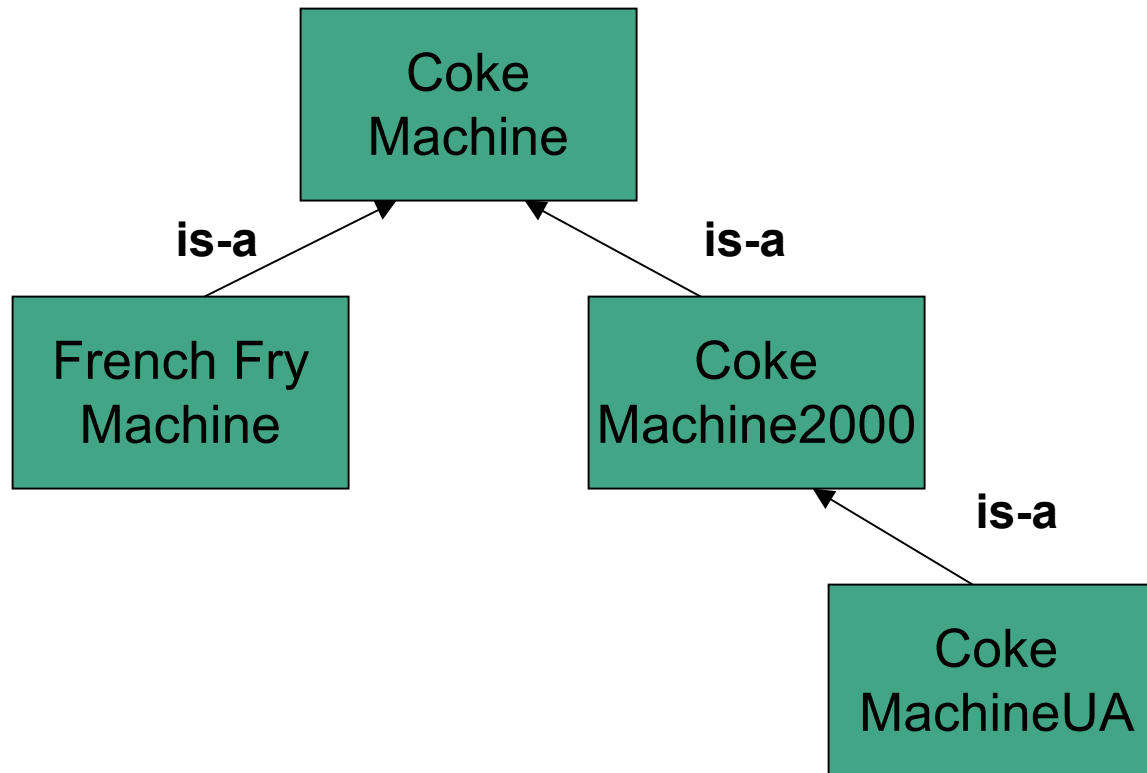 Coke
Machine
is-a
is-a
French Fry
Machine
Coke
Machine2000
is-a
Coke
MachineUA